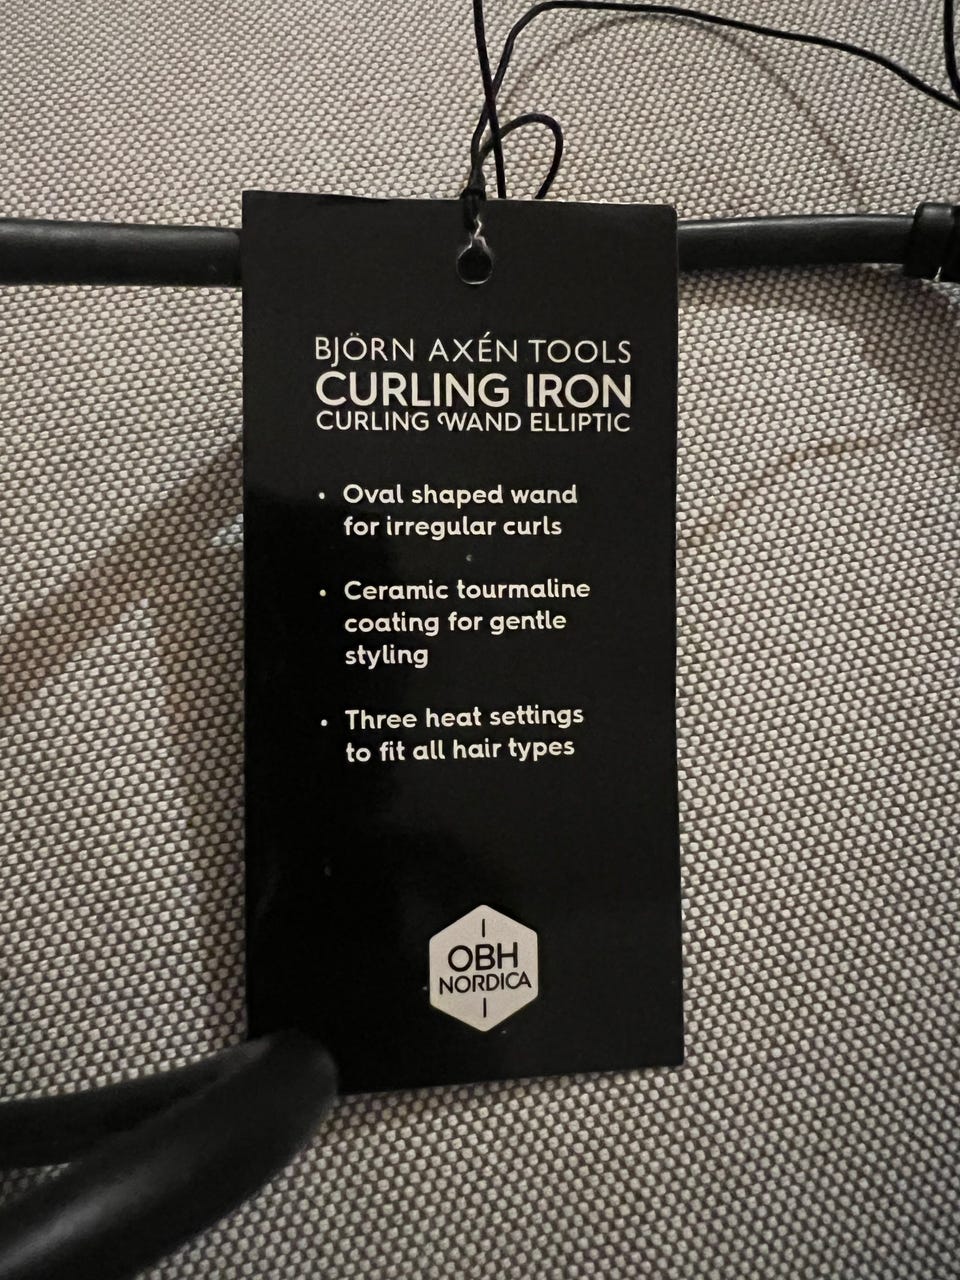 BJÖRN AXÉN TOOLS
CURLING IRON
CURLING WAND ELLIPTIC
• Oval shaped wand
for irregular curls
• Ceramic tourmaline
coating for gentle
styling
• Three heat settings
to fit all hair types
OBH
NORDICA